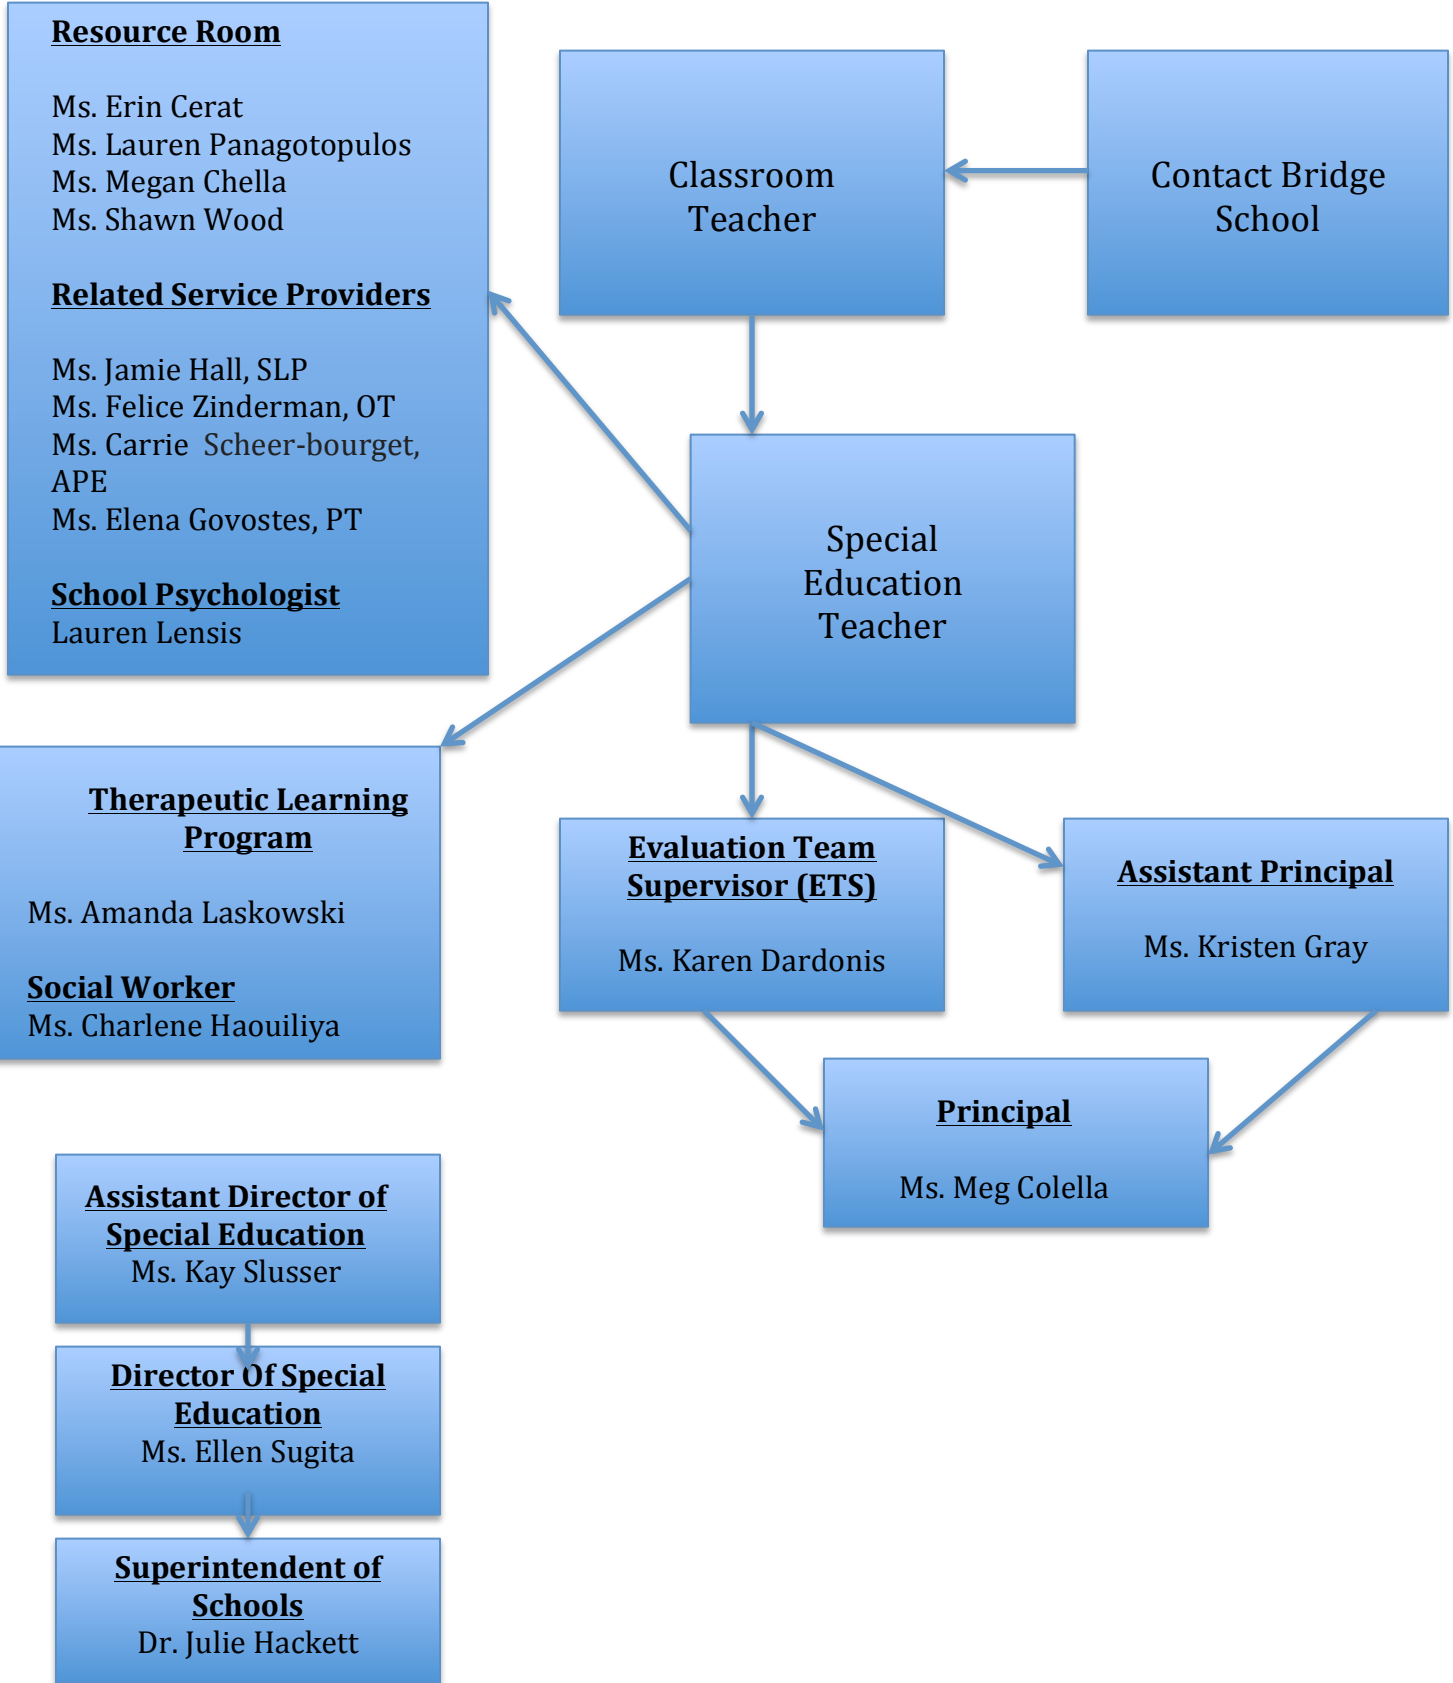 Resource Room
Ms. Erin Cerat
Ms. Lauren Panagotopulos
Ms. Megan Chella
Ms. Shawn Wood
Related Service Providers
Ms. Jamie Hall, SLP
Ms. Felice Zinderman, OT
Ms. Carrie Scheer-bourget,
APE
Ms. Elena Govostes, PT
School Psychologist
Lauren Lensis
Classroom
Teacher
Contact Bridge
School
Special
Education
Teacher
Therapeutic Learning
Program
Ms. Amanda Laskowski
Social Worker
Ms. Charlene Haouiliya
Evaluation Team
Supervisor (ETS)
Ms. Karen Dardonis
Assistant Principal
Ms. Kristen Gray
Principal
Ms. Meg Colella
Assistant Director of
Special Education
Ms. Kay Slusser
Director Of Special
Education
Ms. Ellen Sugita
Superintendent of
Schools
Dr. Julie Hackett